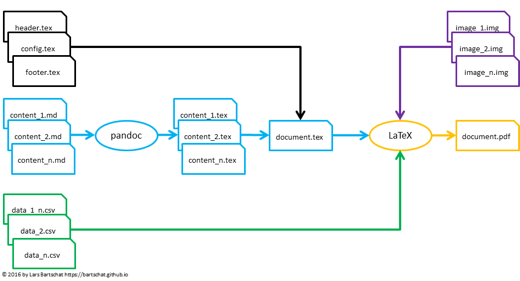 header.tex
config.tex
footer.tex
image_1.img
image_2.img
image_n.img
content_1.md
content_2.md
content_n.md
pandoc
content_1.tex
content_2.tex
content_n.tex
document.tex
LaTeX
document.pdf
data_1_n.csv
data_2.csv
data_n.csv
© 2016 by Lars Bartschat https://bartschat.github.io